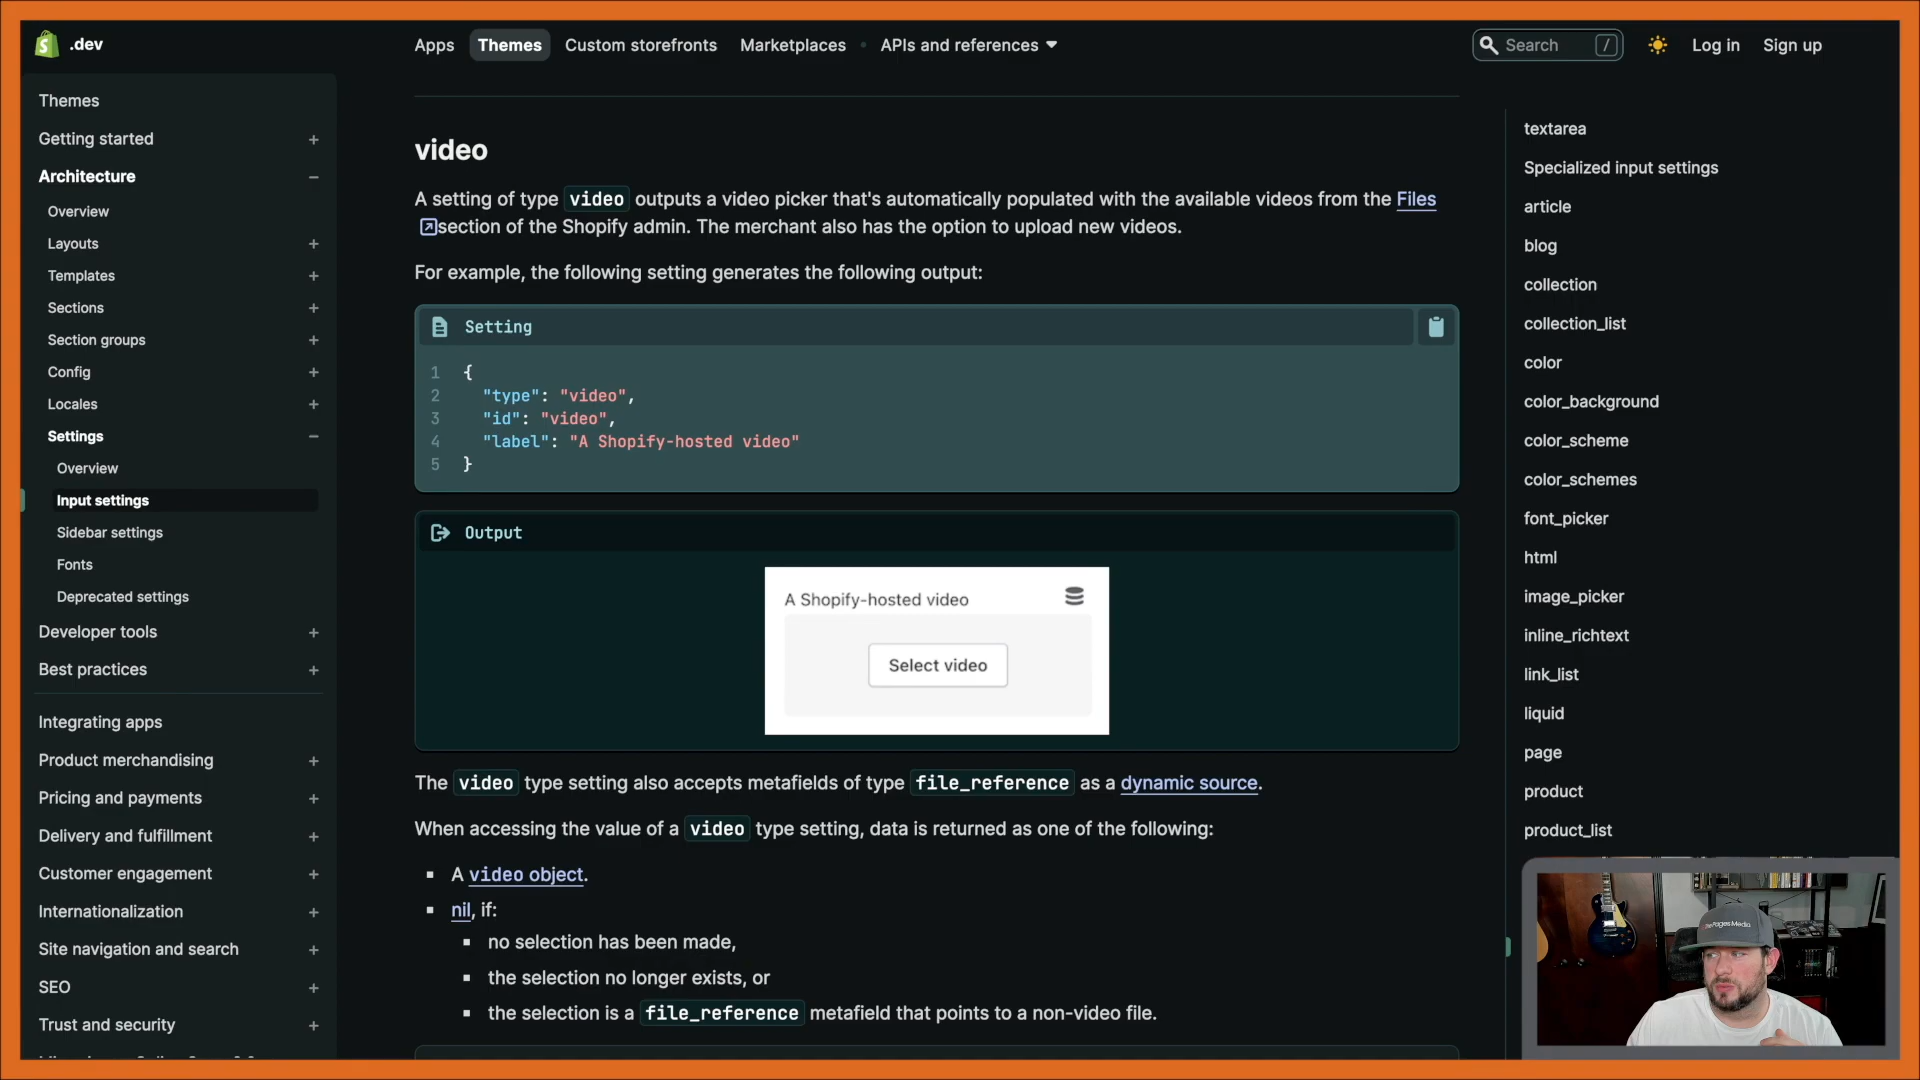 .dev
Apps
Themes
Custom storefronts
Marketplaces
APIs and references
Search
/
Log in
Sign up
Themes
Getting started
Architecture
Overview
Layouts
Templates
Sections
Section groups
Config
Locales
Settings
Overview
Input settings
Sidebar settings
Fonts
Deprecated settings
Developer tools
Best practices
Integrating apps
Product merchandising
Pricing and payments
Delivery and fulfillment
Customer engagement
Internationalization
Site navigation and search
SEO
Trust and security
video
A setting of type video outputs a video picker that's automatically populated with the available videos from the Files
section of the Shopify admin. The merchant also has the option to upload new videos.
For example, the following setting generates the following output:
Setting
1 {
2 "type": "video",
3 "id": "video",
4 "label": "A Shopify-hosted video"
5 }
Output
A Shopify-hosted video
Select video
The video type setting also accepts metafields of type file_reference as a dynamic source.
When accessing the value of a video type setting, data is returned as one of the following:
A video object.
nil, if:
no selection has been made,
the selection no longer exists, or
the selection is a file_reference metafield that points to a non-video file.
textarea
Specialized input settings
article
blog
collection
collection_list
color
color_background
color_scheme
color_schemes
font_picker
html
image_picker
inline_richtext
link_list
liquid
page
product
product_list